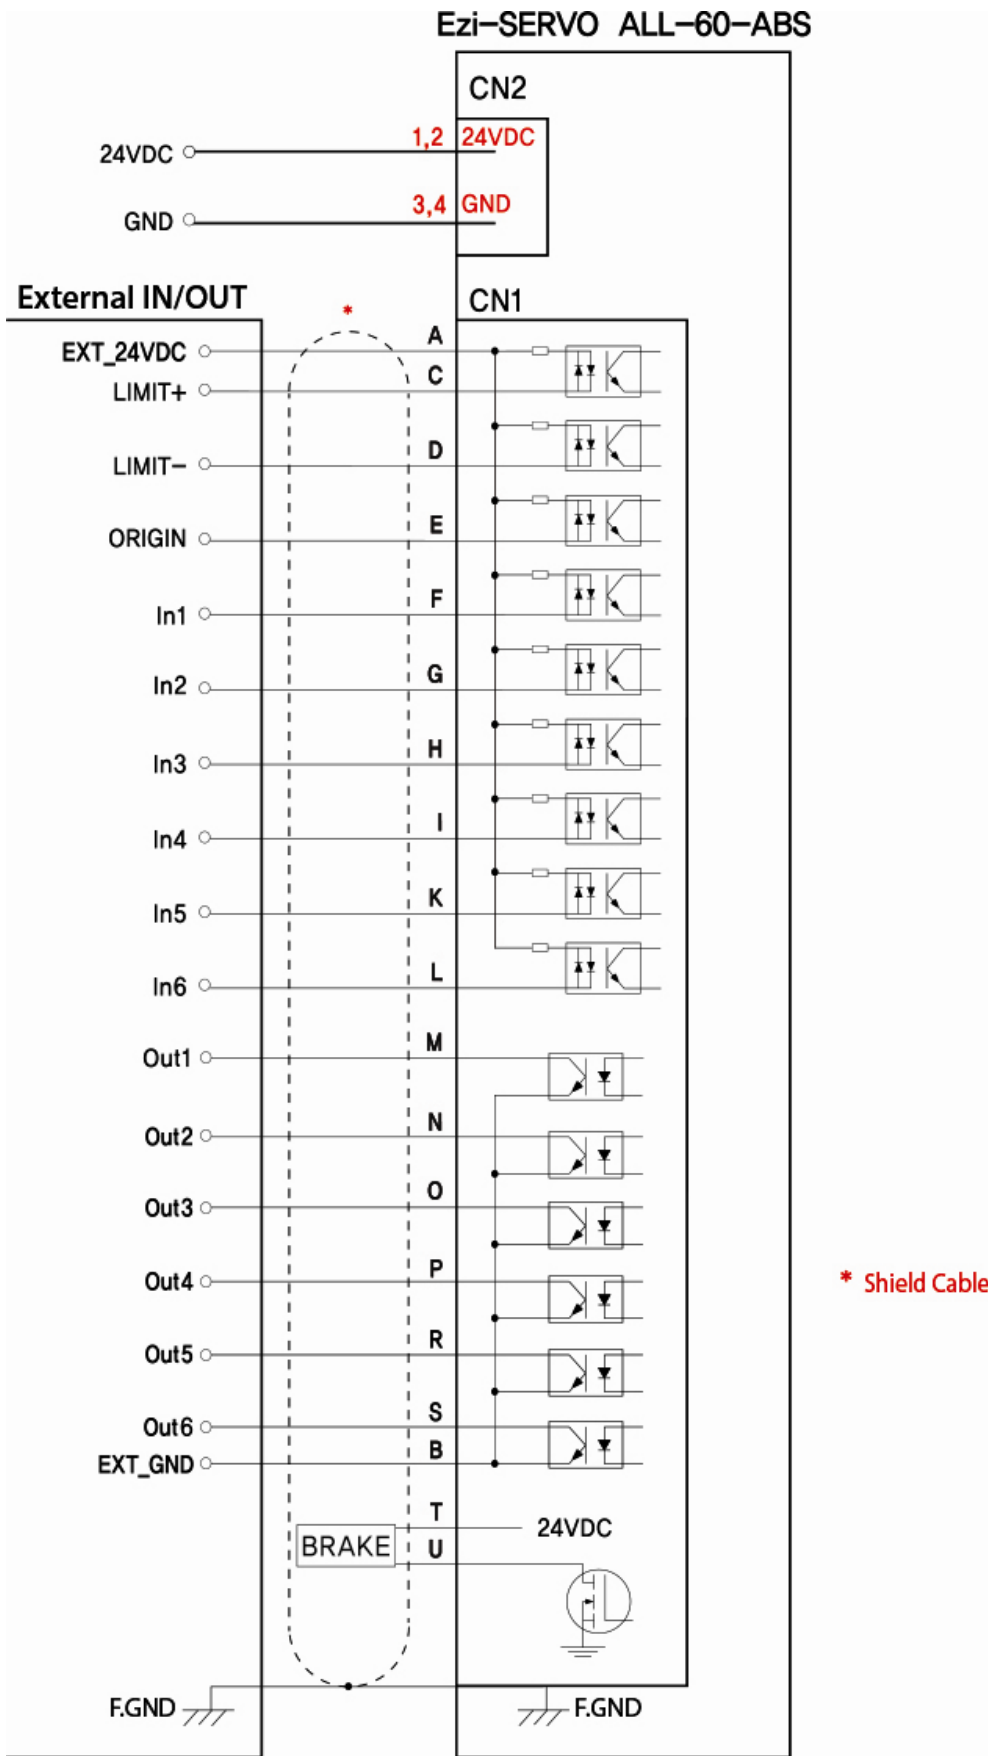 Ezi-SERVO ALL-60-ABS
CN2
24VDC 1,2 24VDC
GND 3,4 GND
External IN/OUT * CN1
EXT_24VDC A
LIMIT+ C
LIMIT- D
ORIGIN E
In1 F
In2 G
In3 H
In4 I
In5 K
In6 L
Out1 M
Out2 N
Out3 O
Out4 P
* Shield Cable
Out5 R
Out6 S
EXT_GND B
T 24VDC
BRAKE U
F.GND F.GND